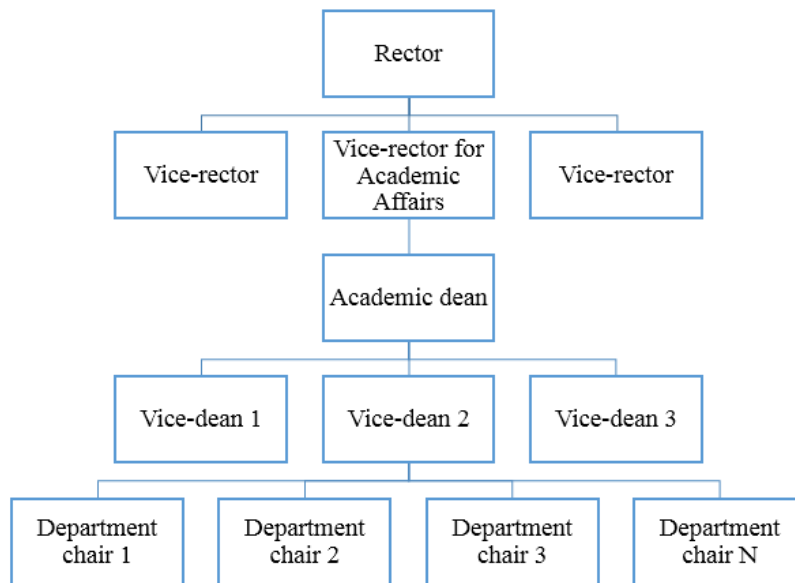 Rector
Vice-rector
Vice-rector for
Academic
Affairs
Vice-rector
Academic dean
Vice-dean 1
Vice-dean 2
Vice-dean 3
Department
chair 1
Department
chair 2
Department
chair 3
Department
chair N